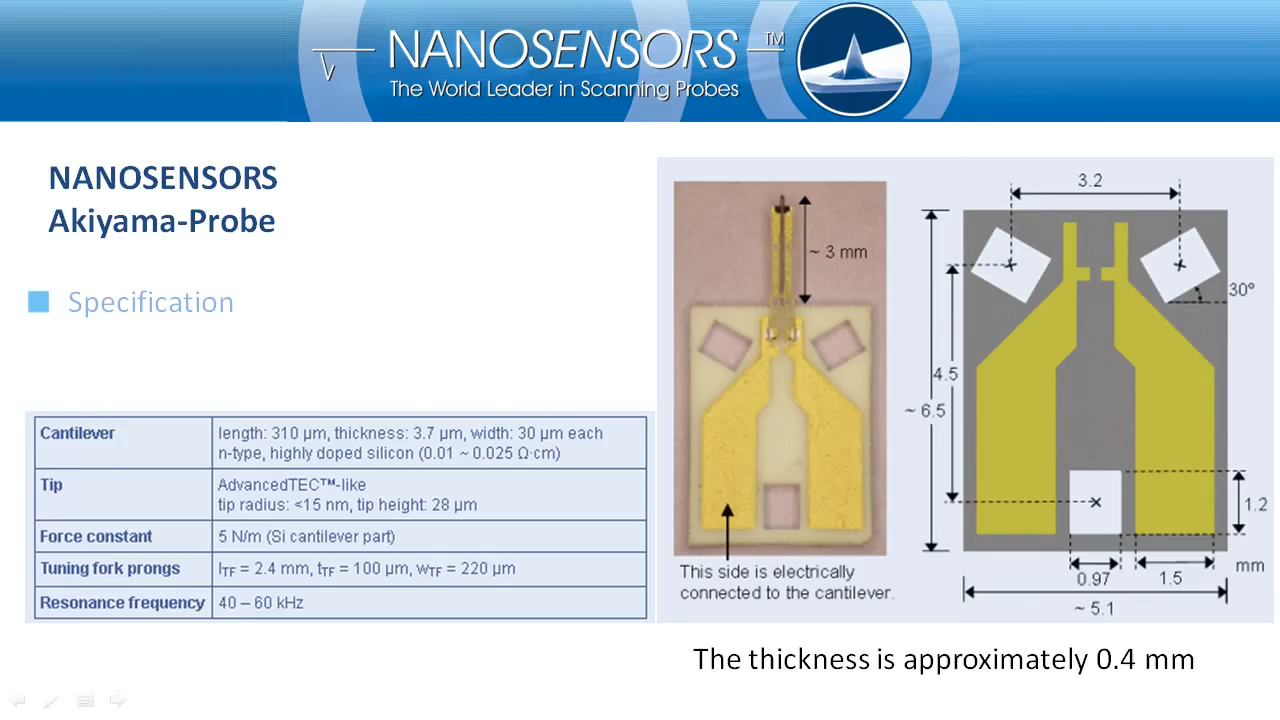 NANOSENSORS™
The World Leader in Scanning Probes
NANOSENSORS
Akiyama-Probe
Specification
Cantilever
length: 310 µm, thickness: 3.7 µm, width: 30 µm each
n-type, highly doped silicon (0.01 ~ 0.025 Ω·cm)
Tip
AdvancedTEC™-like
tip radius: <15 nm, tip height: 28 µm
Force constant
5 N/m (Si cantilever part)
Tuning fork prongs
lTF = 2.4 mm, tTF = 100 µm, wTF = 220 µm
Resonance frequency
40 – 60 kHz
~ 3 mm
This side is electrically
connected to the cantilever.
3.2
30º
4.5
~ 6.5
1.2
mm
0.97
1.5
~ 5.1
The thickness is approximately 0.4 mm